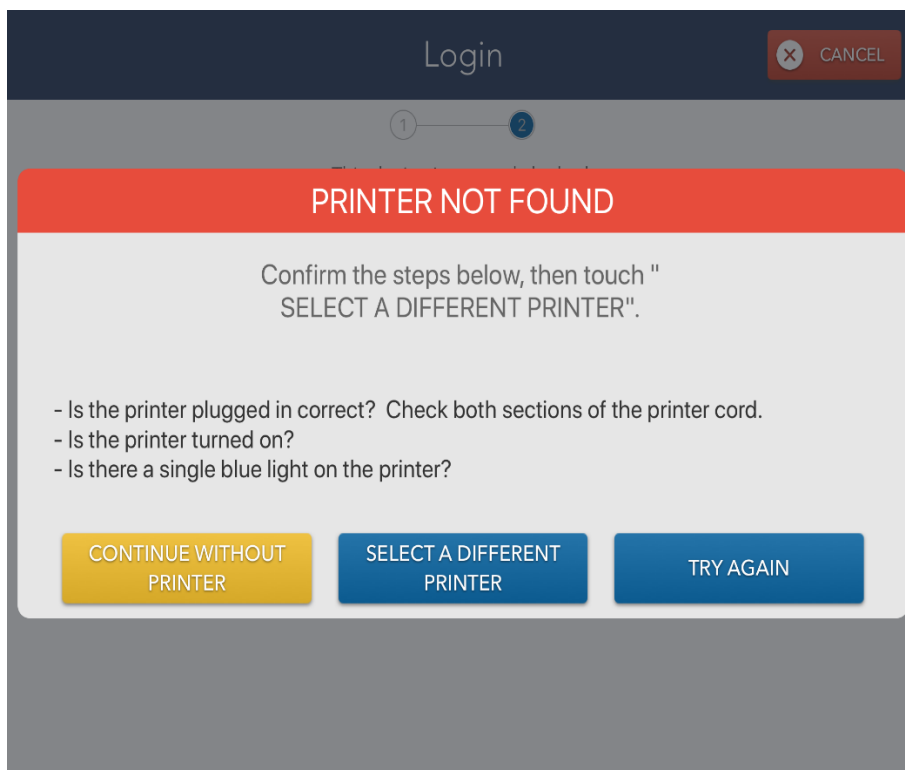 Login
CANCEL
1
2
PRINTER NOT FOUND
Confirm the steps below, then touch "
SELECT A DIFFERENT PRINTER".
- Is the printer plugged in correct?  Check both sections of the printer cord.
- Is the printer turned on?
- Is there a single blue light on the printer?
CONTINUE WITHOUT
PRINTER
SELECT A DIFFERENT
PRINTER
TRY AGAIN